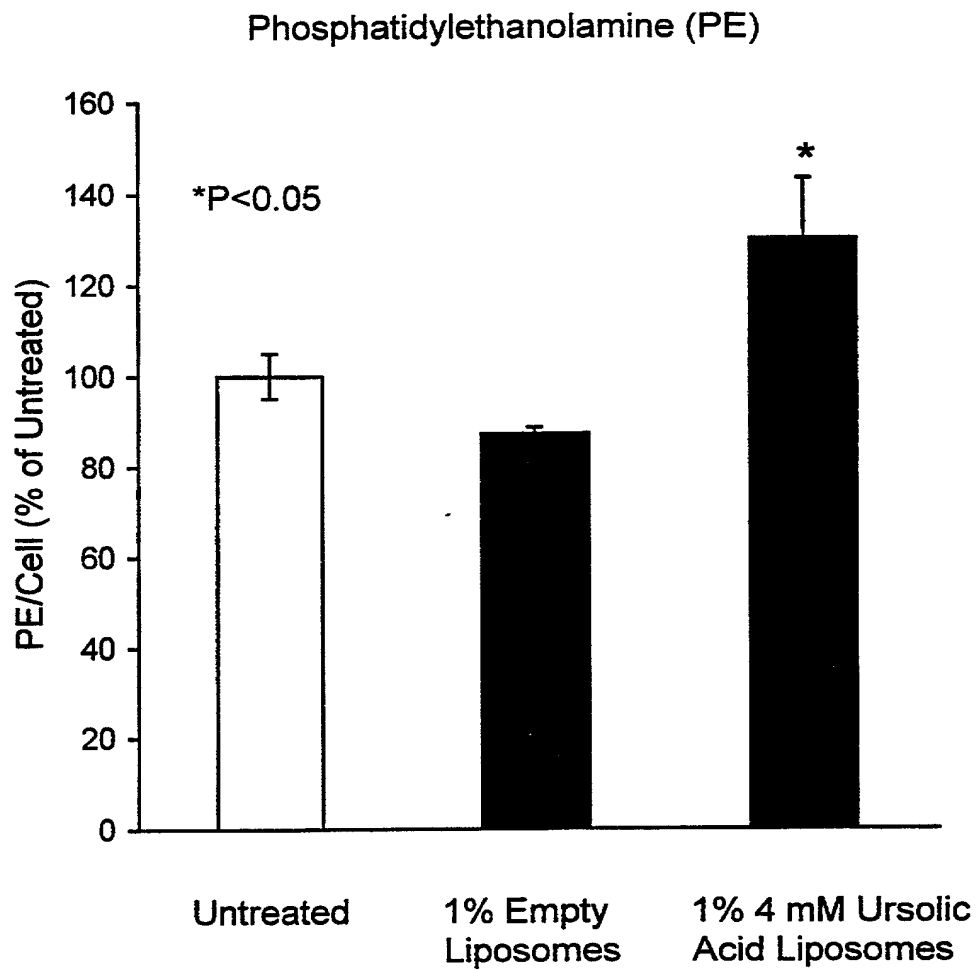 Phosphatidylethanolamine (PE)
160
140
120
100
80
60
40
20
0
PE/Cell (% of Untreated)
*P<0.05
*
Untreated
1% Empty
Liposomes
1% 4 mM Ursolic
Acid Liposomes